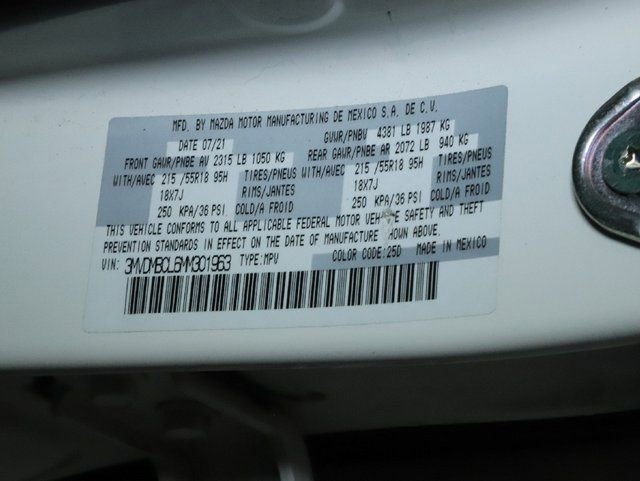 MFD. BY MAZDA MOTOR MANUFACTURING DE MEXICO S.A. DE C.V.
DATE 07/21 GVWR/PNBV 4381 LB 1987 KG
FRONT GAWR/PNBE AV 2315 LB 1050 KG REAR GAWR/PNBE AR 2072 LB 940 KG
WITH/AVEC 215 /55R18 95H TIRES/PNEUS WITH/AVEC 215 /55R18 95H TIRES/PNEUS
18X7J RIMS/JANTES 18X7J RIMS/JANTES
250 KPA/36 PSI COLD/A FROID 250 KPA/36 PSI COLD/A FROID
THIS VEHICLE CONFORMS TO ALL APPLICABLE FEDERAL MOTOR VEHICLE SAFETY AND THEFT
PREVENTION STANDARDS IN EFFECT ON THE DATE OF MANUFACTURE SHOWN ABOVE.
VIN: 3MVDMBCL6MM301963 TYPE:MPV COLOR CODE:25D MADE IN MEXICO